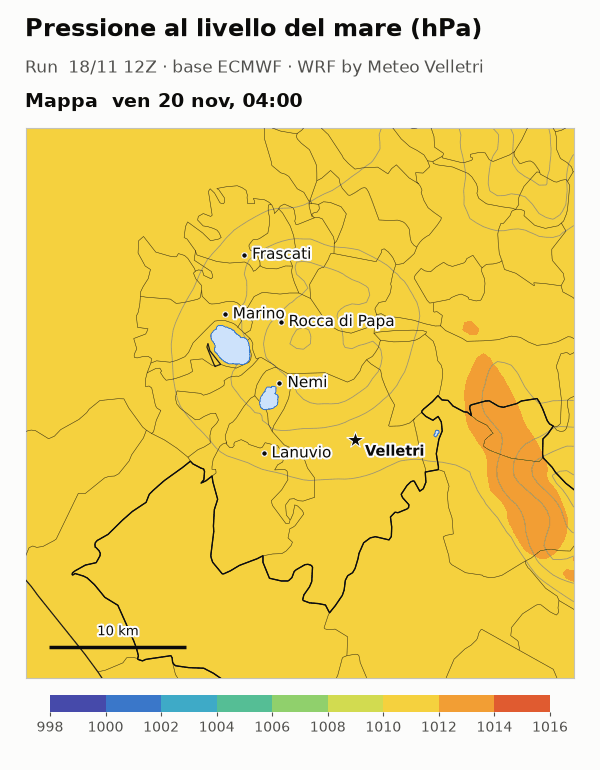 Pressione al livello del mare (hPa)
Run 18/11 12Z · base ECMWF · WRF by Meteo Velletri
Mappa ven 20 nov, 04:00
Frascati
Marino
Rocca di Papa
Nemi
Velletri
Lanuvio
10 km
998 1000 1002 1004 1006 1008 1010 1012 1014 1016